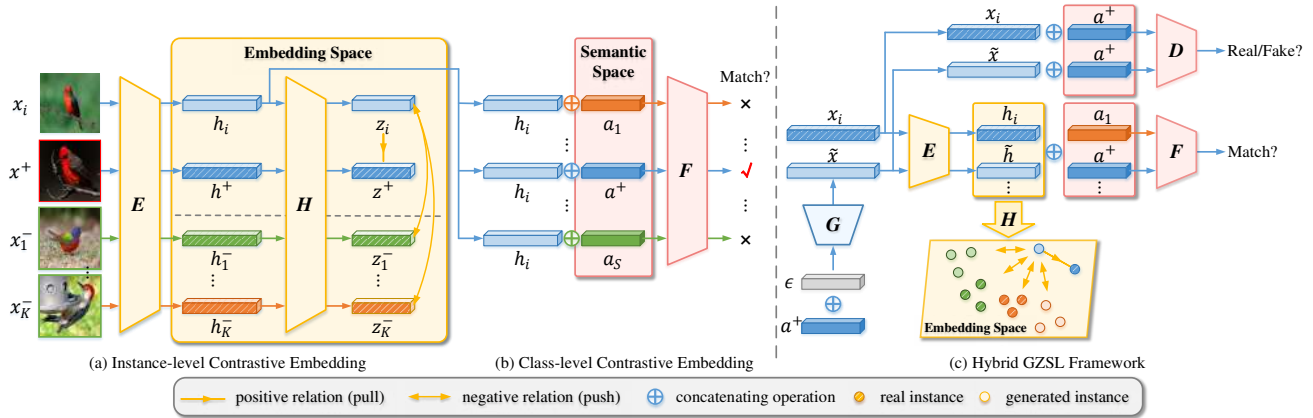 Embedding Space
x_i
h_i
z_i
x^+
h^+
z^+
E
H
x_1^-
h_1^-
z_1^-
⋮
x_K^-
h_K^-
z_K^-
(a) Instance-level Contrastive Embedding
Semantic
Space
Match?
h_i
a_1
×
⋮
h_i
a^+
F
✓
⋮
h_i
a_S
×
(b) Class-level Contrastive Embedding
x_i
a^+
x̃
a^+
D
Real/Fake?
x_i
x̃
E
h_i
h̃
⋮
a_1
a^+
⋮
F
Match?
G
H
ϵ
a^+
Embedding Space
(c) Hybrid GZSL Framework
positive relation (pull)
negative relation (push)
concatenating operation
real instance
generated instance